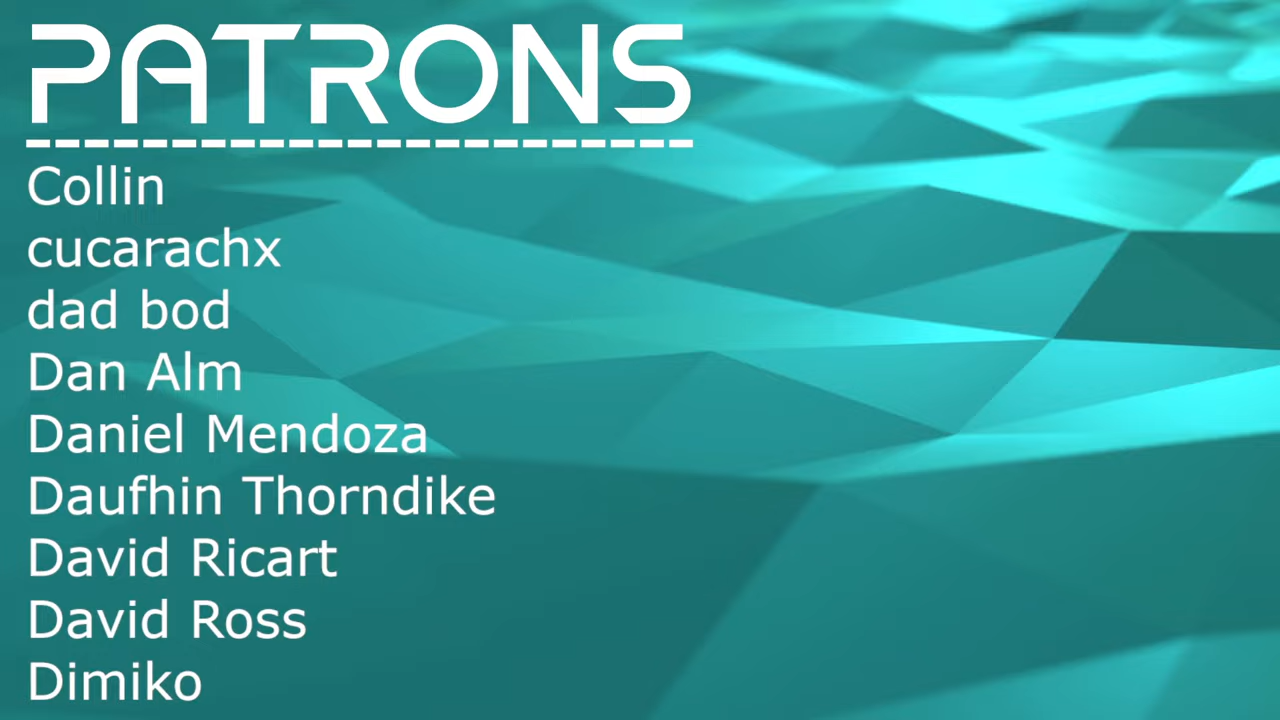 PATRONS
Collin
cucarachx
dad bod
Dan Alm
Daniel Mendoza
Daufhin Thorndike
David Ricart
David Ross
Dimiko